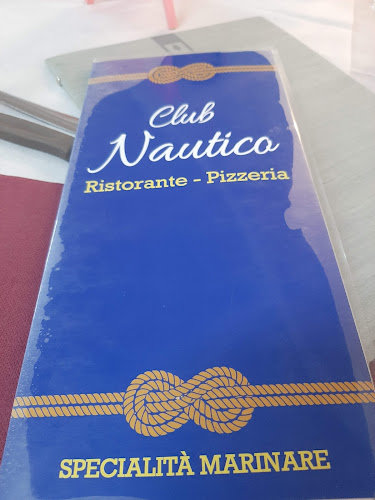 Club
Nautico
Ristorante - Pizzeria
SPECIALITÀ MARINARE